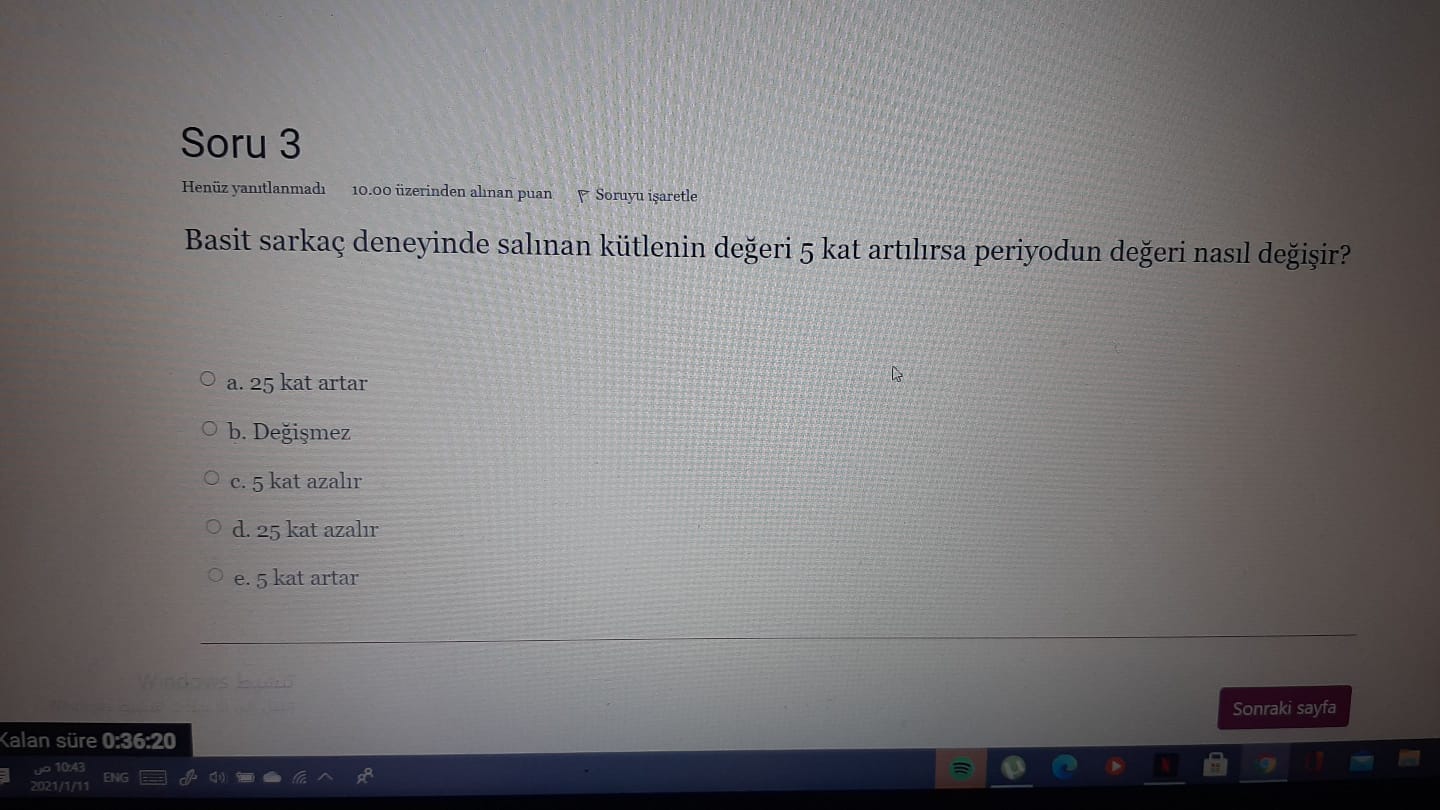 Soru 3
Henüz yanıtlanmadı 10.00 üzerinden alınan puan Soruyu işaretle
Basit sarkaç deneyinde salınan kütlenin değeri 5 kat artılırsa periyodun değeri nasıl değişir?
a. 25 kat artar
b. Değişmez
c. 5 kat azalır
d. 25 kat azalır
e. 5 kat artar
Windows تنشيط
Sonraki sayfa
Kalan süre 0:36:20
10:43 ص
ENG
2021/1/11